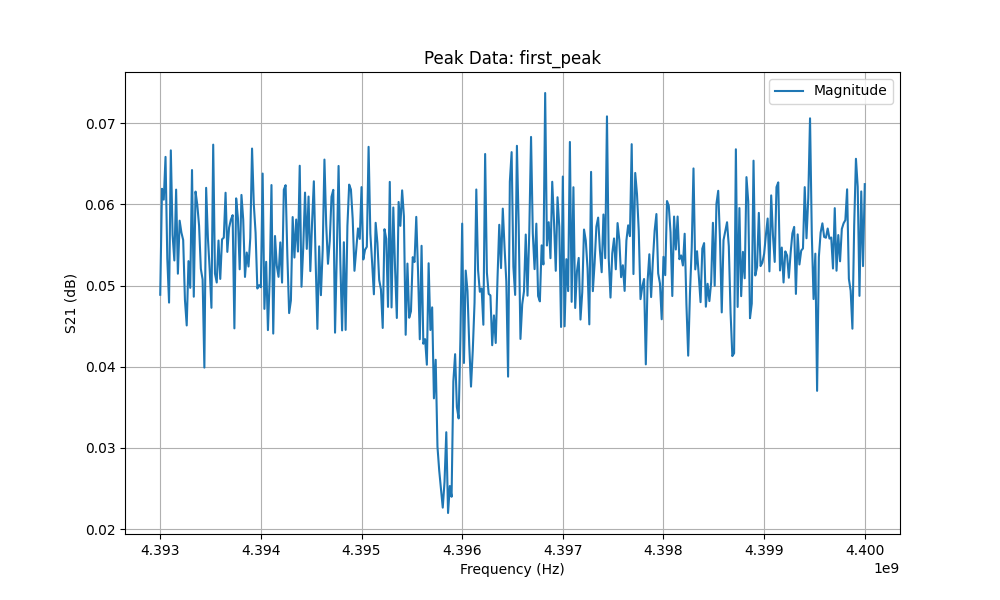 Peak Data: first_peak
Magnitude
0.07
0.06
0.05
0.04
0.03
0.02
S21 (dB)
4.393 4.394 4.395 4.396 4.397 4.398 4.399 4.400
Frequency (Hz)
1e9